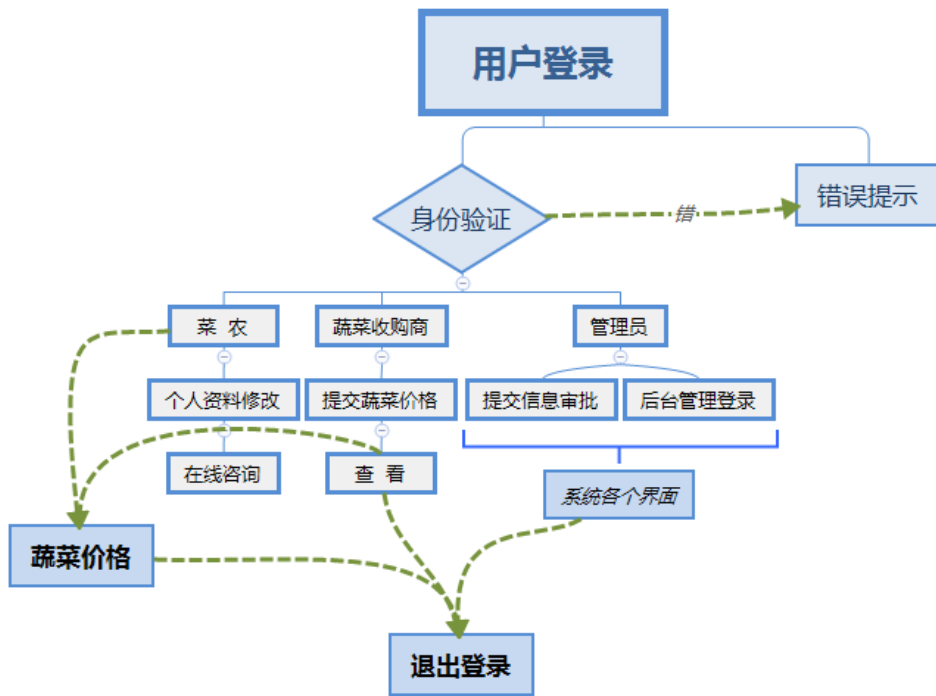 用户登录
身份验证
错
错误提示
菜 农
蔬菜收购商
管理员
个人资料修改
提交蔬菜价格
提交信息审批
后台管理登录
在线咨询
查 看
系统各个界面
蔬菜价格
退出登录